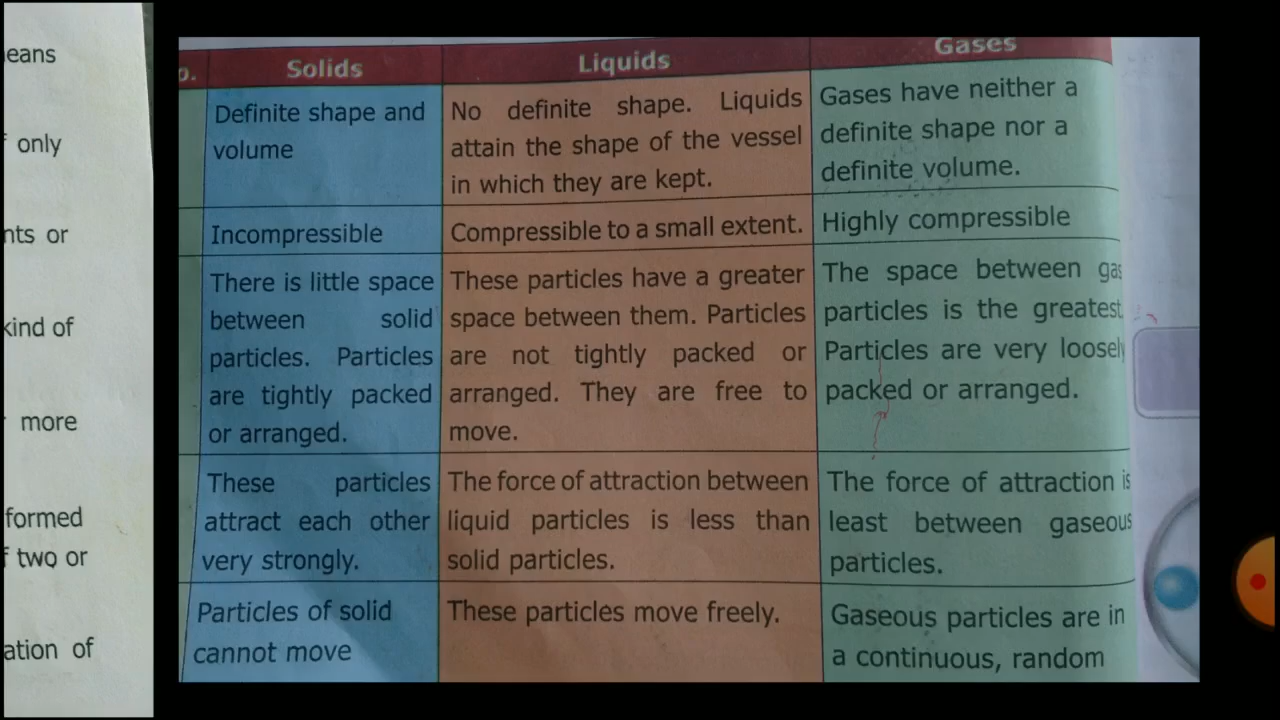 eans
only
nts or
kind of
more
formed
f two or
ation of
o. Solids Liquids Gases
Definite shape and
volume
No definite shape. Liquids
attain the shape of the vessel
in which they are kept.
Gases have neither a
definite shape nor a
definite volume.
Incompressible
Compressible to a small extent.
Highly compressible
There is little space
between solid
particles. Particles
are tightly packed
or arranged.
These particles have a greater
space between them. Particles
are not tightly packed or
arranged. They are free to
move.
The space between gas
particles is the greatest
Particles are very loosely
packed or arranged.
These particles
attract each other
very strongly.
The force of attraction between
liquid particles is less than
solid particles.
The force of attraction is
least between gaseous
particles.
Particles of solid
cannot move
These particles move freely.
Gaseous particles are in
a continuous, random